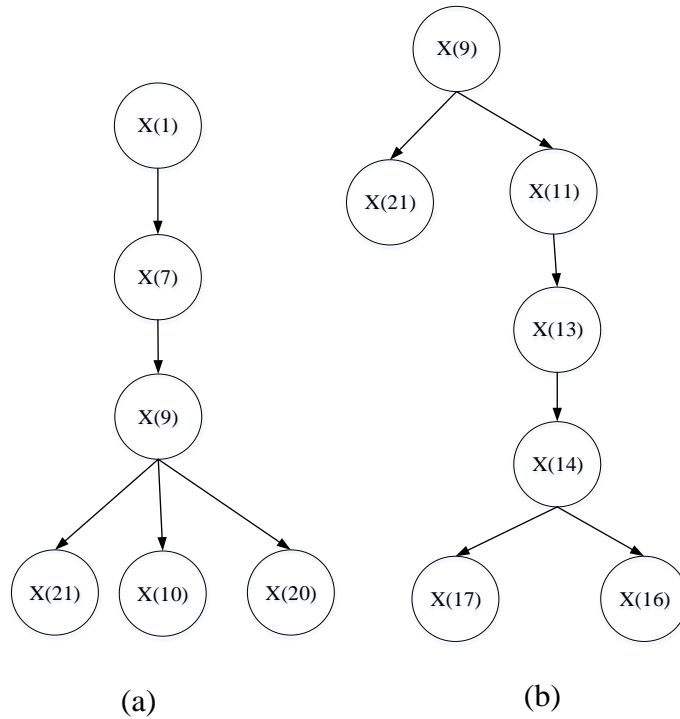 X(1)
X(7)
X(9)
X(21)
X(10)
X(20)
(a)
X(9)
X(21)
X(11)
X(13)
X(14)
X(17)
X(16)
(b)